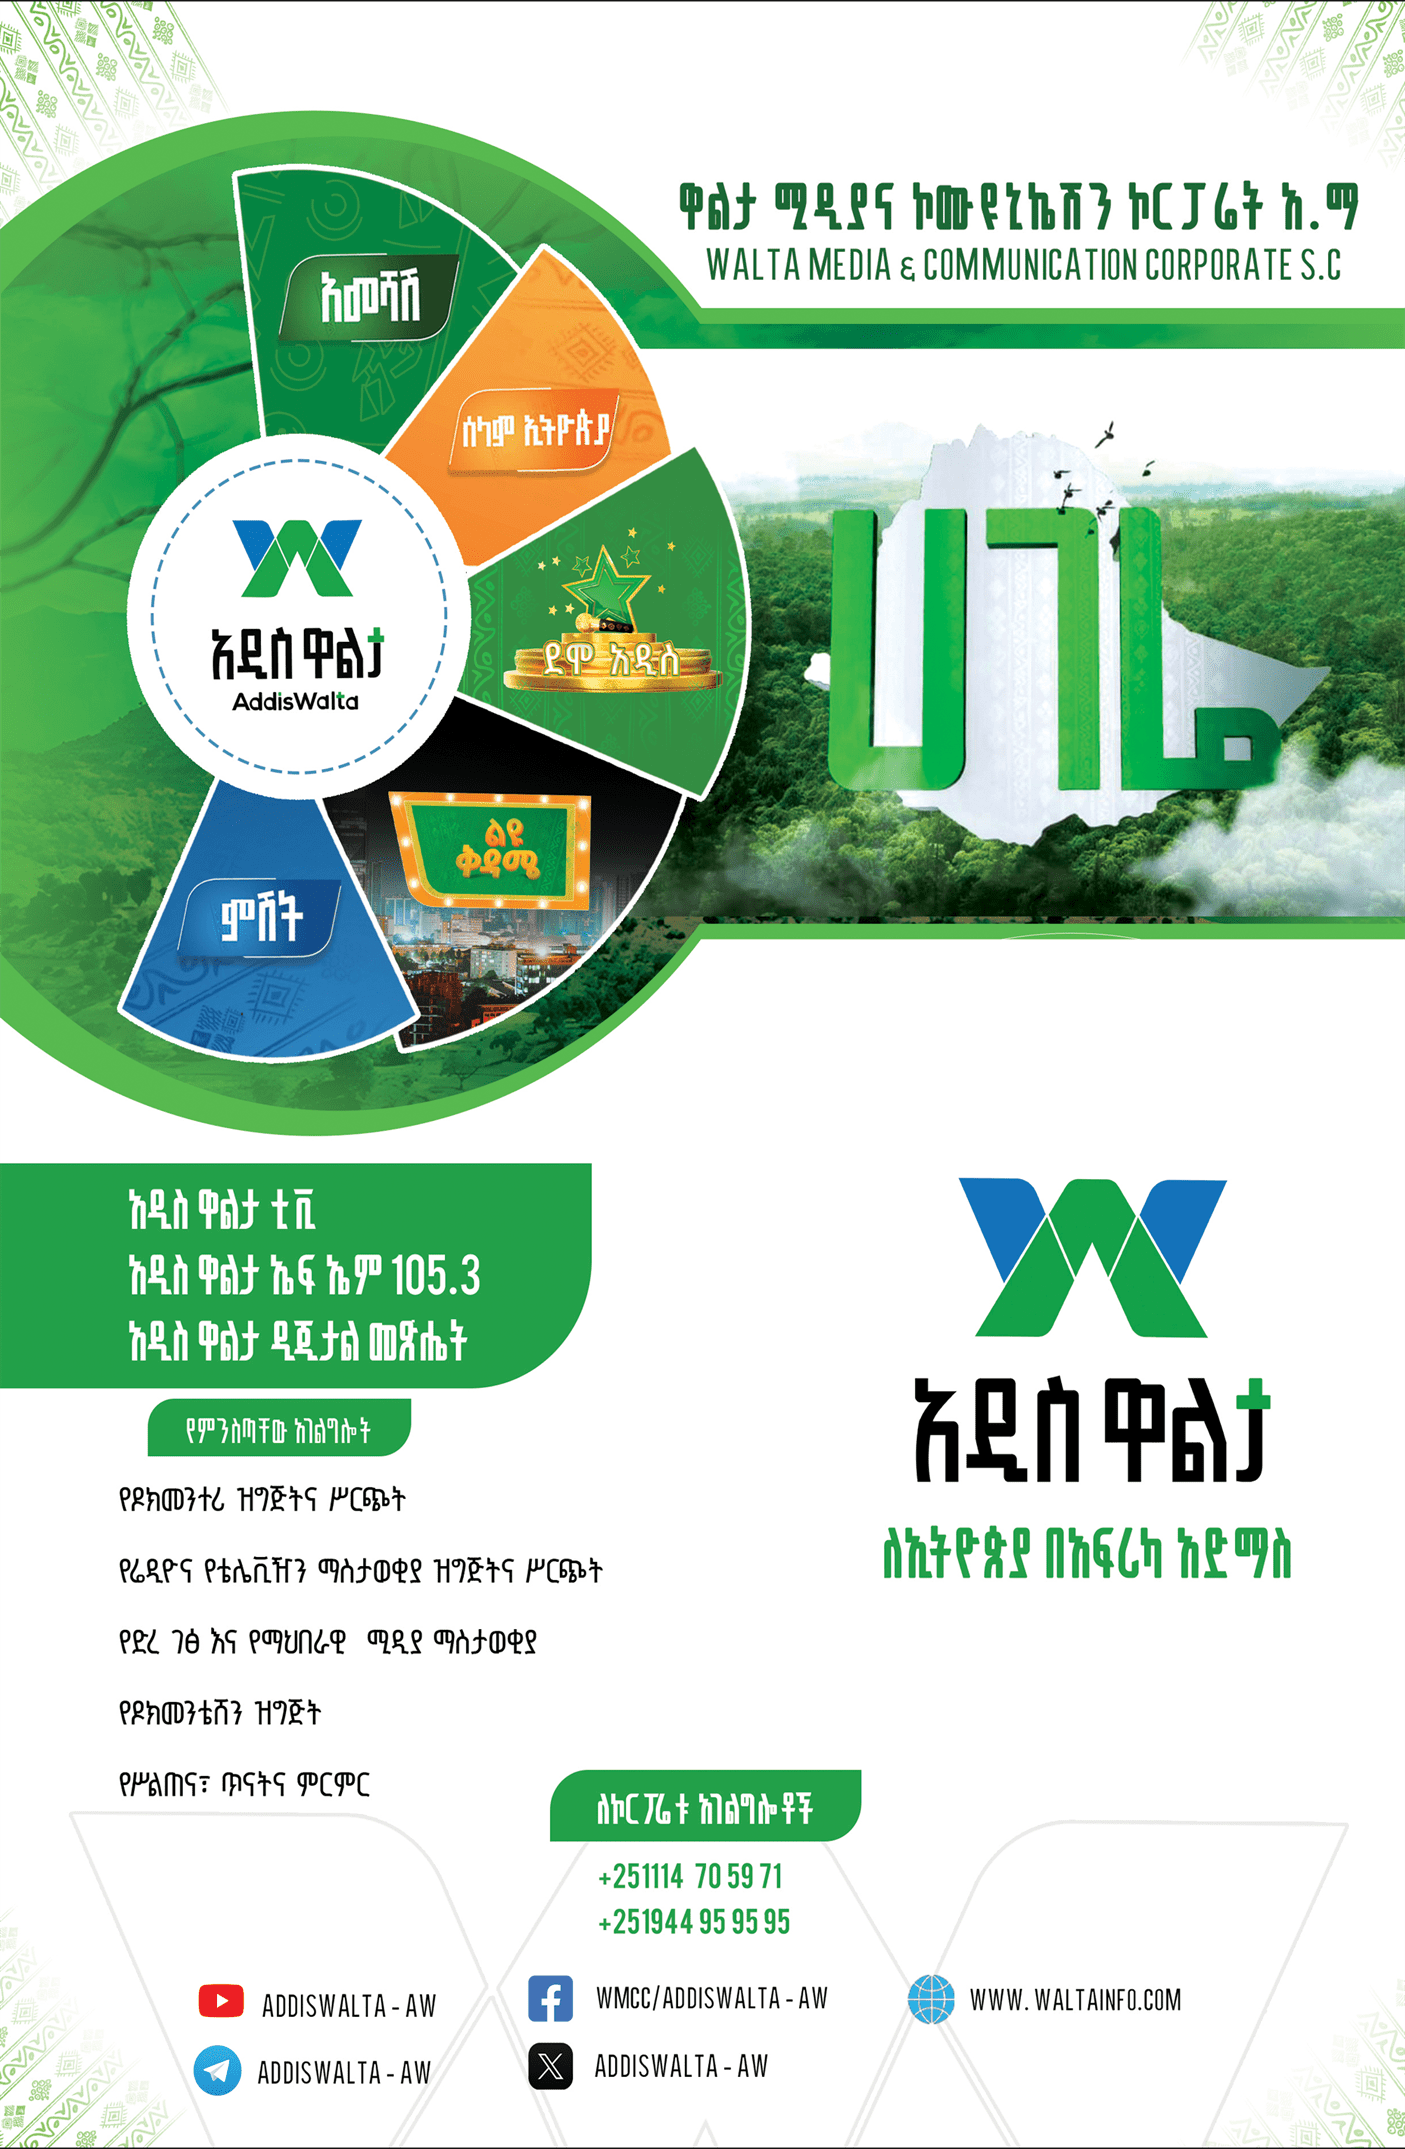 ዋልታ ሚዲያና ኮሙዩኒኬሽን ኮርፖሬት አ.ማ
WALTA MEDIA & COMMUNICATION CORPORATE S.C
አመሻሽ
ሰላም ኢትዮጵያ
ደሞ አዲስ
ልዩ
ቅዳሜ
ምሽት
አዲስ ዋልታ
AddisWalta
ሀገሬ
አዲስ ዋልታ ቲቪ
አዲስ ዋልታ ኤፍ ኤም 105.3
አዲስ ዋልታ ዲጂታል መጽሔት
የምንሰጣቸው አገልግሎት
የዶክመንተሪ ዝግጅትና ሥርጭት
የሬዲዮና የቴሌቪዥን ማስታወቂያ ዝግጅትና ሥርጭት
የድረ ገፅ እና የማህበራዊ ሚዲያ ማስታወቂያ
የዶክመንቴሽን ዝግጅት
የሥልጠና፣ ጥናትና ምርምር
አዲስ ዋልታ
ለኢትዮጵያ በአፍሪካ አድማስ
ለኮርፖሬቱ አገልግሎቶች
+251114 70 59 71
+251944 95 95 95
ADDISWALTA - AW
WMCC/ADDISWALTA - AW
WWW. WALTAINFO.COM
ADDISWALTA - AW
ADDISWALTA - AW